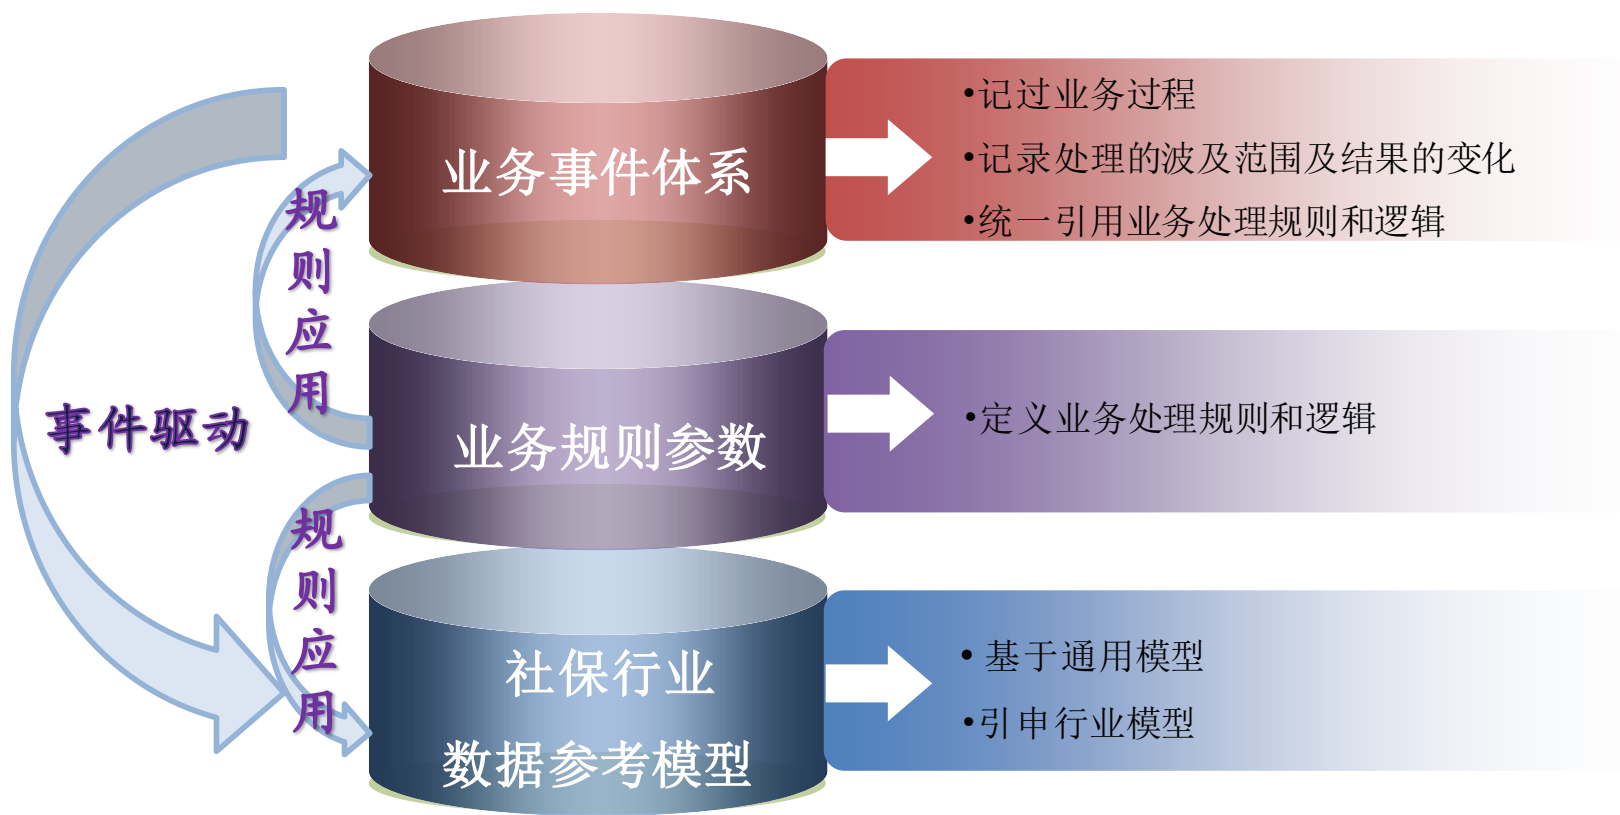 业务事件体系
•记过业务过程
•记录处理的波及范围及结果的变化
•统一引用业务处理规则和逻辑
规则应用
事件驱动
业务规则参数
•定义业务处理规则和逻辑
规则应用
社保行业
数据参考模型
• 基于通用模型
•引申行业模型